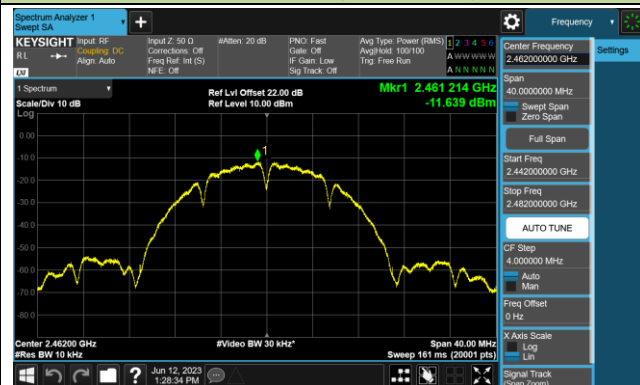 Spectrum Analyzer 1
Swept SA
+
Frequency
KEYSIGHT
RL
LXI
Input: RF
Coupling: DC
Align: Auto
Input Z: 50 Ω
Corrections: Off
Freq Ref: Int (S)
NFE: Off
#Atten: 20 dB
PNO: Fast
Gate: Off
IF Gain: Low
Sig Track: Off
Avg Type: Power (RMS)
Avg|Hold: 100/100
Trig: Free Run
1 2 3 4 5 6
A W W W W W
A N N N N N
1 Spectrum
Scale/Div 10 dB
Log
Ref Lvl Offset 22.00 dB
Ref Level 10.00 dBm
Mkr1 2.461 214 GHz
-11.639 dBm
1
0.00
-10.0
-20.0
-30.0
-40.0
-50.0
-60.0
-70.0
-80.0
Center 2.46200 GHz
#Res BW 10 kHz
#Video BW 30 kHz*
Span 40.00 MHz
Sweep 161 ms (20001 pts)
Jun 12, 2023
1:28:34 PM
?
Center Frequency
2.462000000 GHz
Settings
Span
40.0000000 MHz
Swept Span
Zero Span
Full Span
Start Freq
2.442000000 GHz
Stop Freq
2.482000000 GHz
AUTO TUNE
CF Step
4.000000 MHz
Auto
Man
Freq Offset
0 Hz
X Axis Scale
Log
Lin
Signal Track
(Span Zoom)